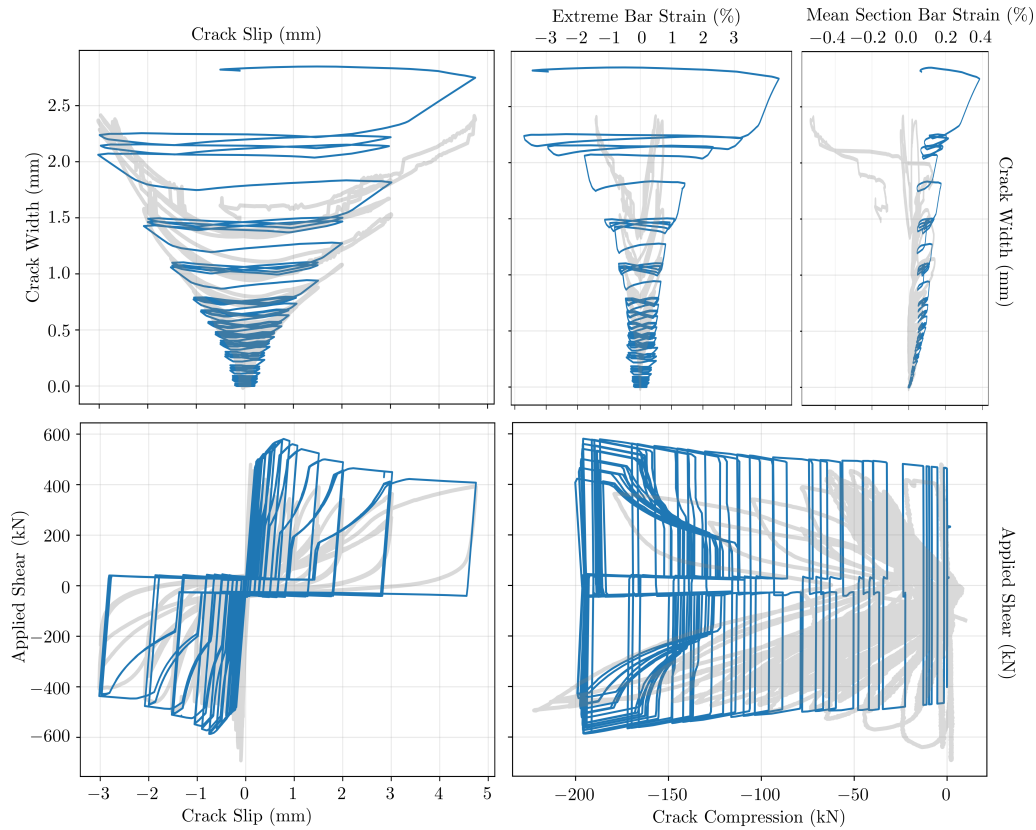 Crack Slip (mm)
Extreme Bar Strain (%)
−3 −2 −1 0 1 2 3
Mean Section Bar Strain (%)
−0.4 −0.2 0.0 0.2 0.4
Crack Width (mm)
2.5
2.0
1.5
1.0
0.5
0.0
Crack Width (mm)
Applied Shear (kN)
600
400
200
0
−200
−400
−600
Applied Shear (kN)
−3 −2 −1 0 1 2 3 4 5
Crack Slip (mm)
−200 −150 −100 −50 0
Crack Compression (kN)